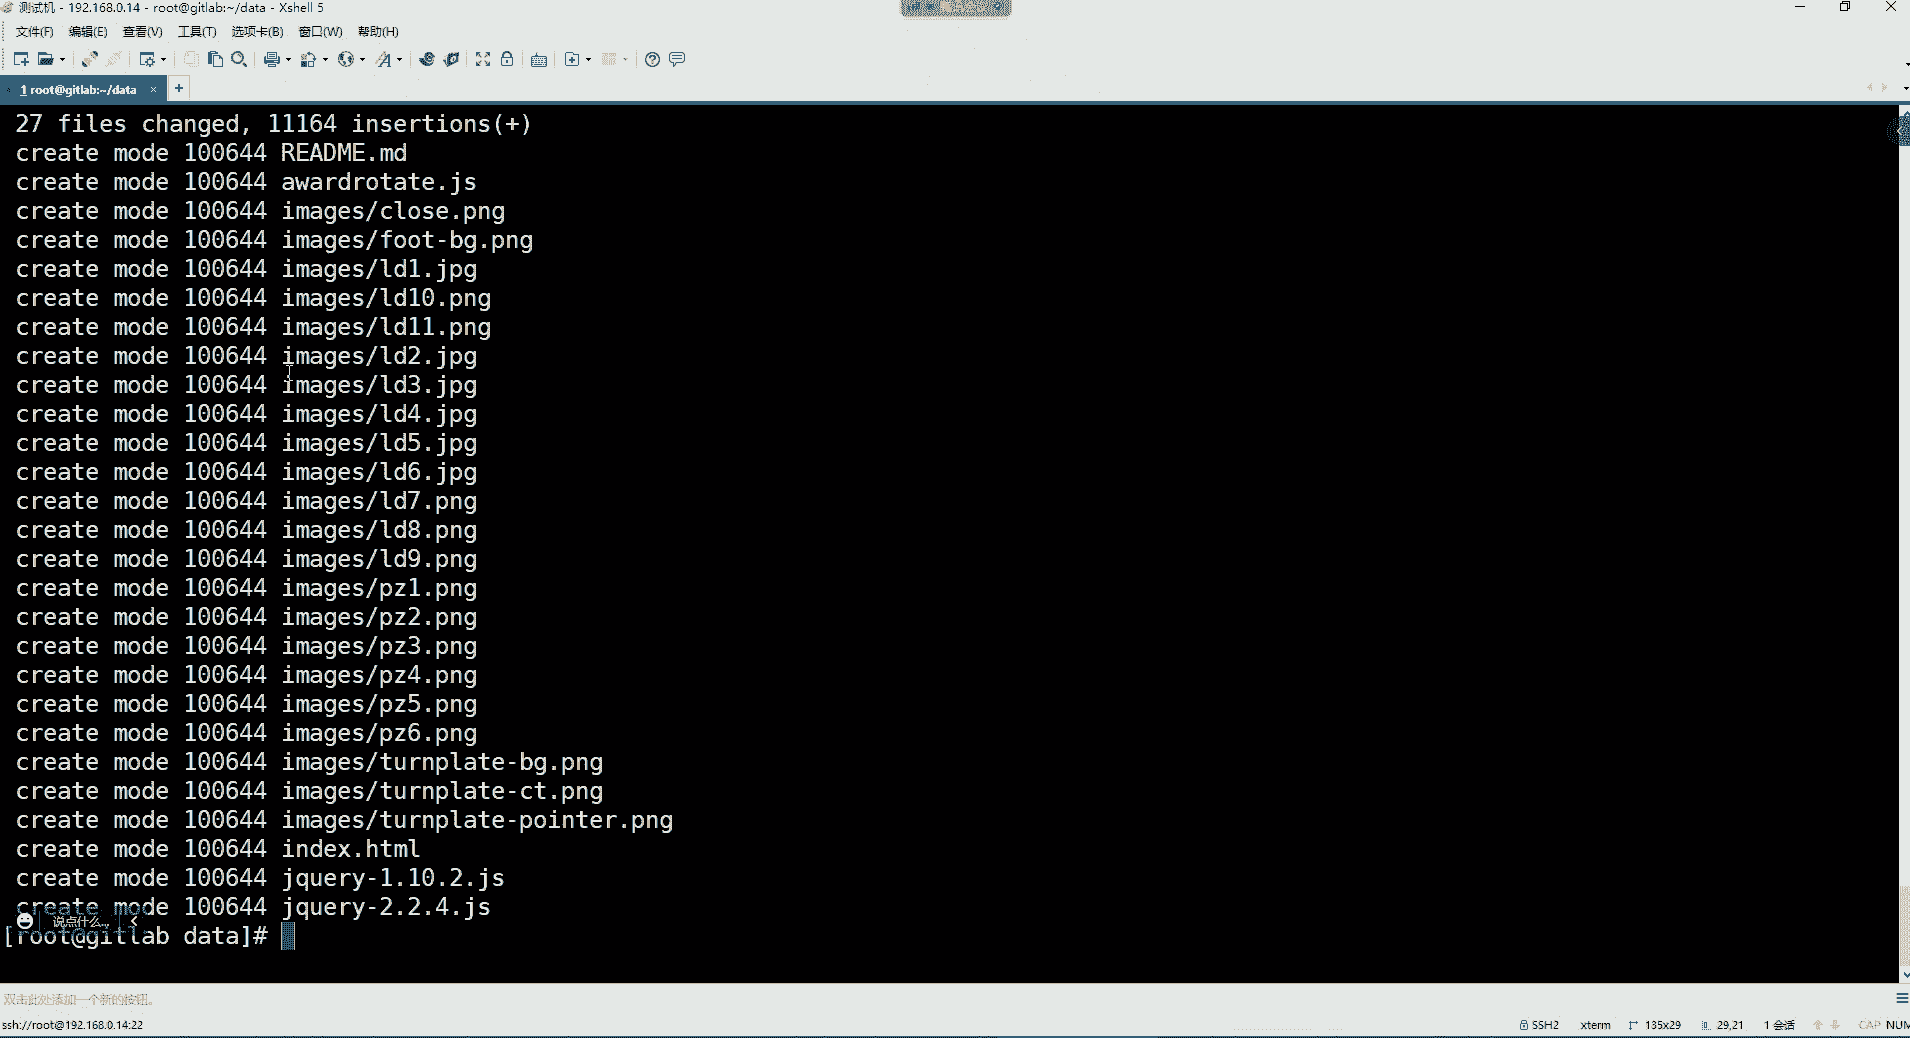 测试机 - 192.168.0.14 - root@gitlab:~/data - Xshell 5
文件(F) 编辑(E) 查看(V) 工具(T) 选项卡(B) 窗口(W) 帮助(H)
1 root@gitlab:~/data × +
27 files changed, 11164 insertions(+)
create mode 100644 README.md
create mode 100644 awardrotate.js
create mode 100644 images/close.png
create mode 100644 images/foot-bg.png
create mode 100644 images/ld1.jpg
create mode 100644 images/ld10.png
create mode 100644 images/ld11.png
create mode 100644 images/ld2.jpg
create mode 100644 images/ld3.jpg
create mode 100644 images/ld4.jpg
create mode 100644 images/ld5.jpg
create mode 100644 images/ld6.jpg
create mode 100644 images/ld7.png
create mode 100644 images/ld8.png
create mode 100644 images/ld9.png
create mode 100644 images/pz1.png
create mode 100644 images/pz2.png
create mode 100644 images/pz3.png
create mode 100644 images/pz4.png
create mode 100644 images/pz5.png
create mode 100644 images/pz6.png
create mode 100644 images/turnplate-bg.png
create mode 100644 images/turnplate-ct.png
create mode 100644 images/turnplate-pointer.png
create mode 100644 index.html
create mode 100644 jquery-1.10.2.js
create mode 100644 jquery-2.2.4.js
说点什么...
[root@gitlab data]#
双击此处添加一个新的按钮。
ssh://root@192.168.0.14:22 SSH2 xterm 135x29 29,21 1 会话 CAP NUM